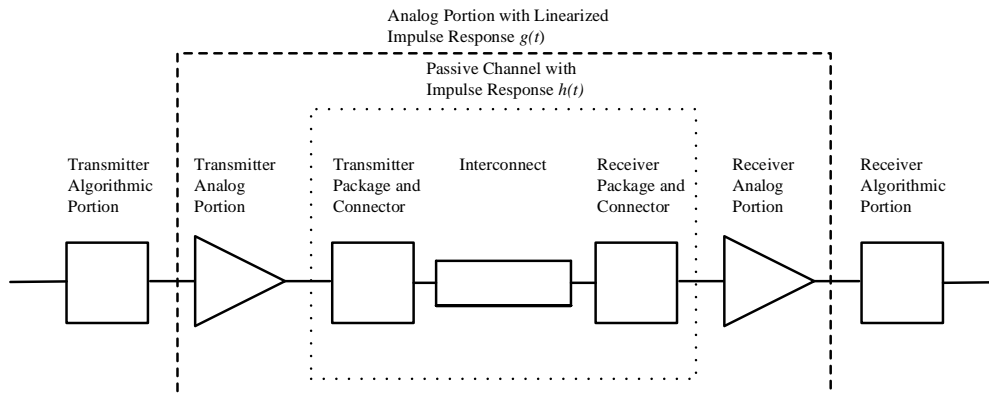 Analog Portion with Linearized
Impulse Response g(t)
Passive Channel with
Impulse Response h(t)
Transmitter
Algorithmic
Portion
Transmitter
Analog
Portion
Transmitter
Package and
Connector
Interconnect
Receiver
Package and
Connector
Receiver
Analog
Portion
Receiver
Algorithmic
Portion